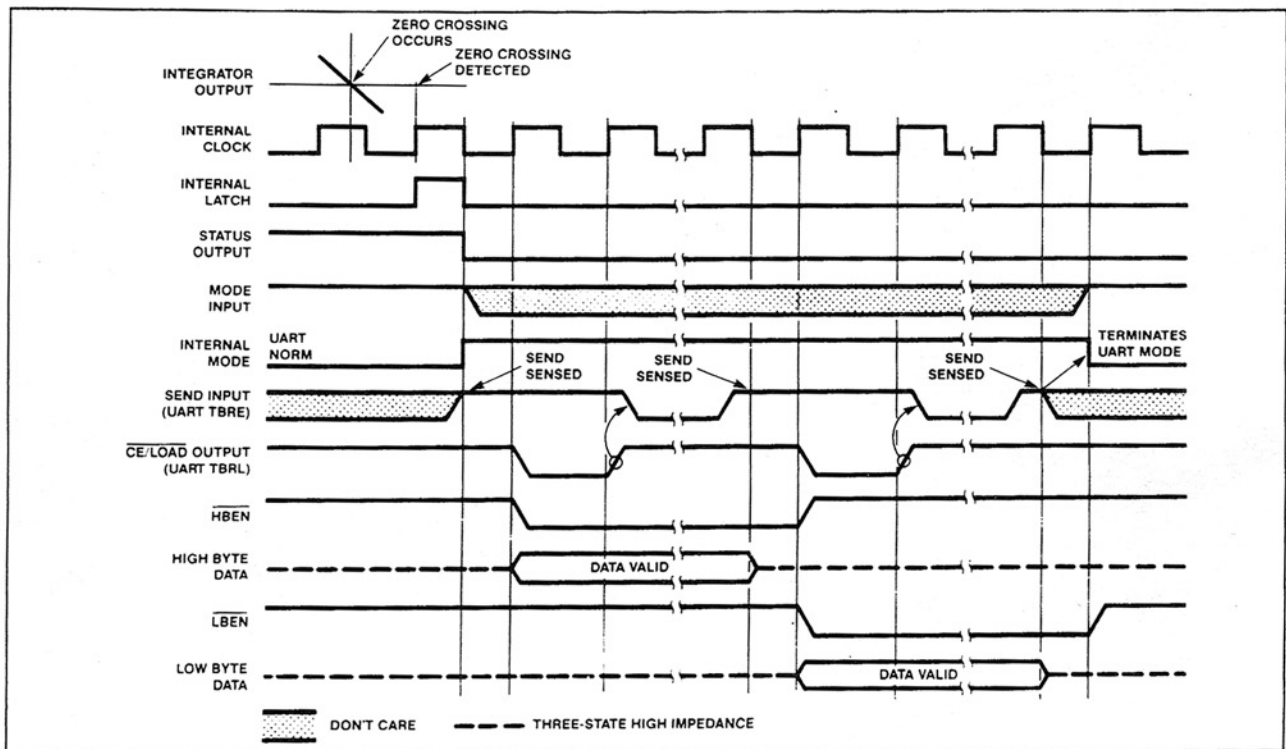 ZERO CROSSING
OCCURS
ZERO CROSSING
DETECTED
INTEGRATOR
OUTPUT
INTERNAL
CLOCK
INTERNAL
LATCH
STATUS
OUTPUT
MODE
INPUT
INTERNAL
MODE
UART
NORM
TERMINATES
UART MODE
SEND
SENSED
SEND
SENSED
SEND
SENSED
SEND INPUT
(UART TBRE)
CE/LOAD OUTPUT
(UART TBRL)
HBEN
HIGH BYTE
DATA
DATA VALID
LBEN
LOW BYTE
DATA
DATA VALID
DON'T CARE
THREE-STATE HIGH IMPEDANCE